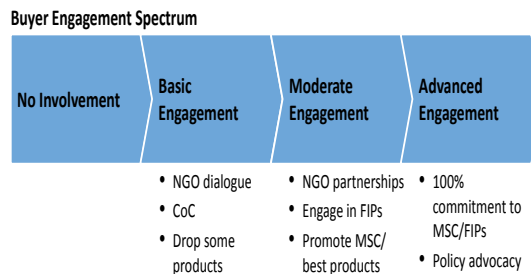 Buyer Engagement Spectrum
No Involvement
Basic
Engagement
Moderate
Engagement
Advanced
Engagement
• NGO dialogue
• CoC
• Drop some
products
• NGO partnerships
• Engage in FIPs
• Promote MSC/
best products
• 100%
commitment to
MSC/FIPs
• Policy advocacy